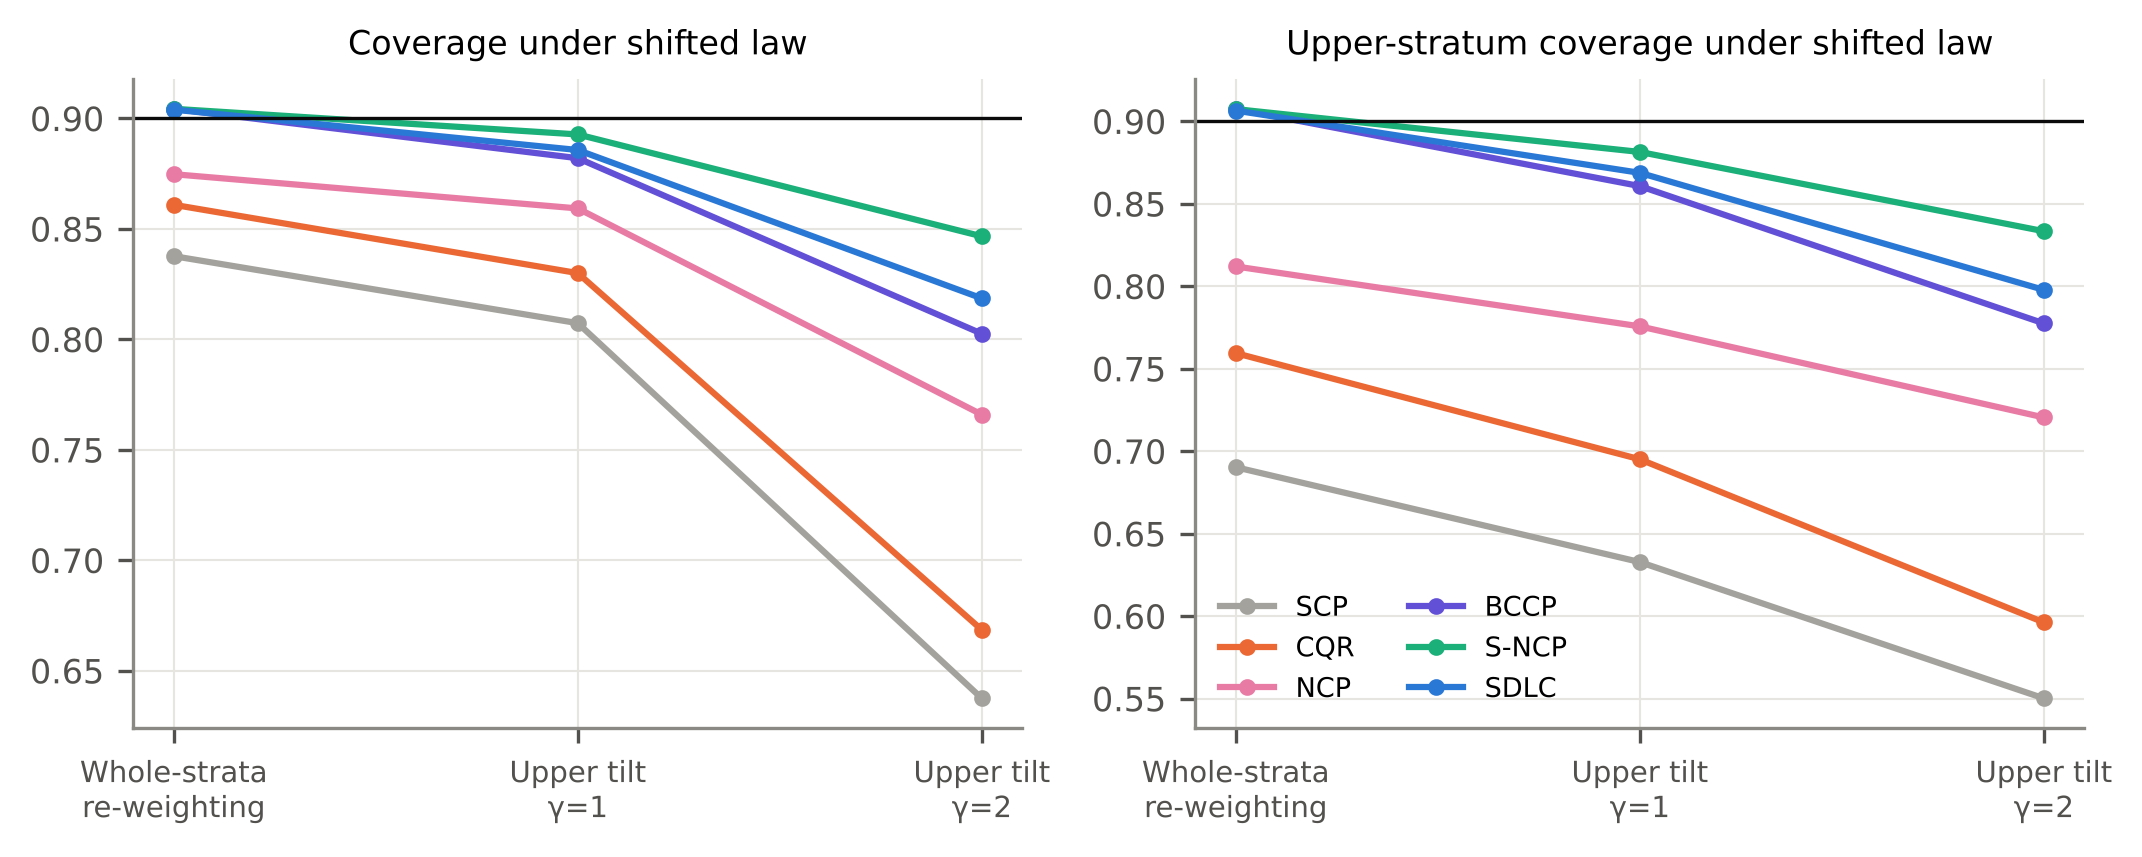 Coverage under shifted law
0.90
0.85
0.80
0.75
0.70
0.65
Whole-strata
re-weighting
Upper tilt
γ=1
Upper tilt
γ=2
Upper-stratum coverage under shifted law
0.90
0.85
0.80
0.75
0.70
0.65
0.60
0.55
SCP
CQR
NCP
BCCP
S-NCP
SDLC
Whole-strata
re-weighting
Upper tilt
γ=1
Upper tilt
γ=2